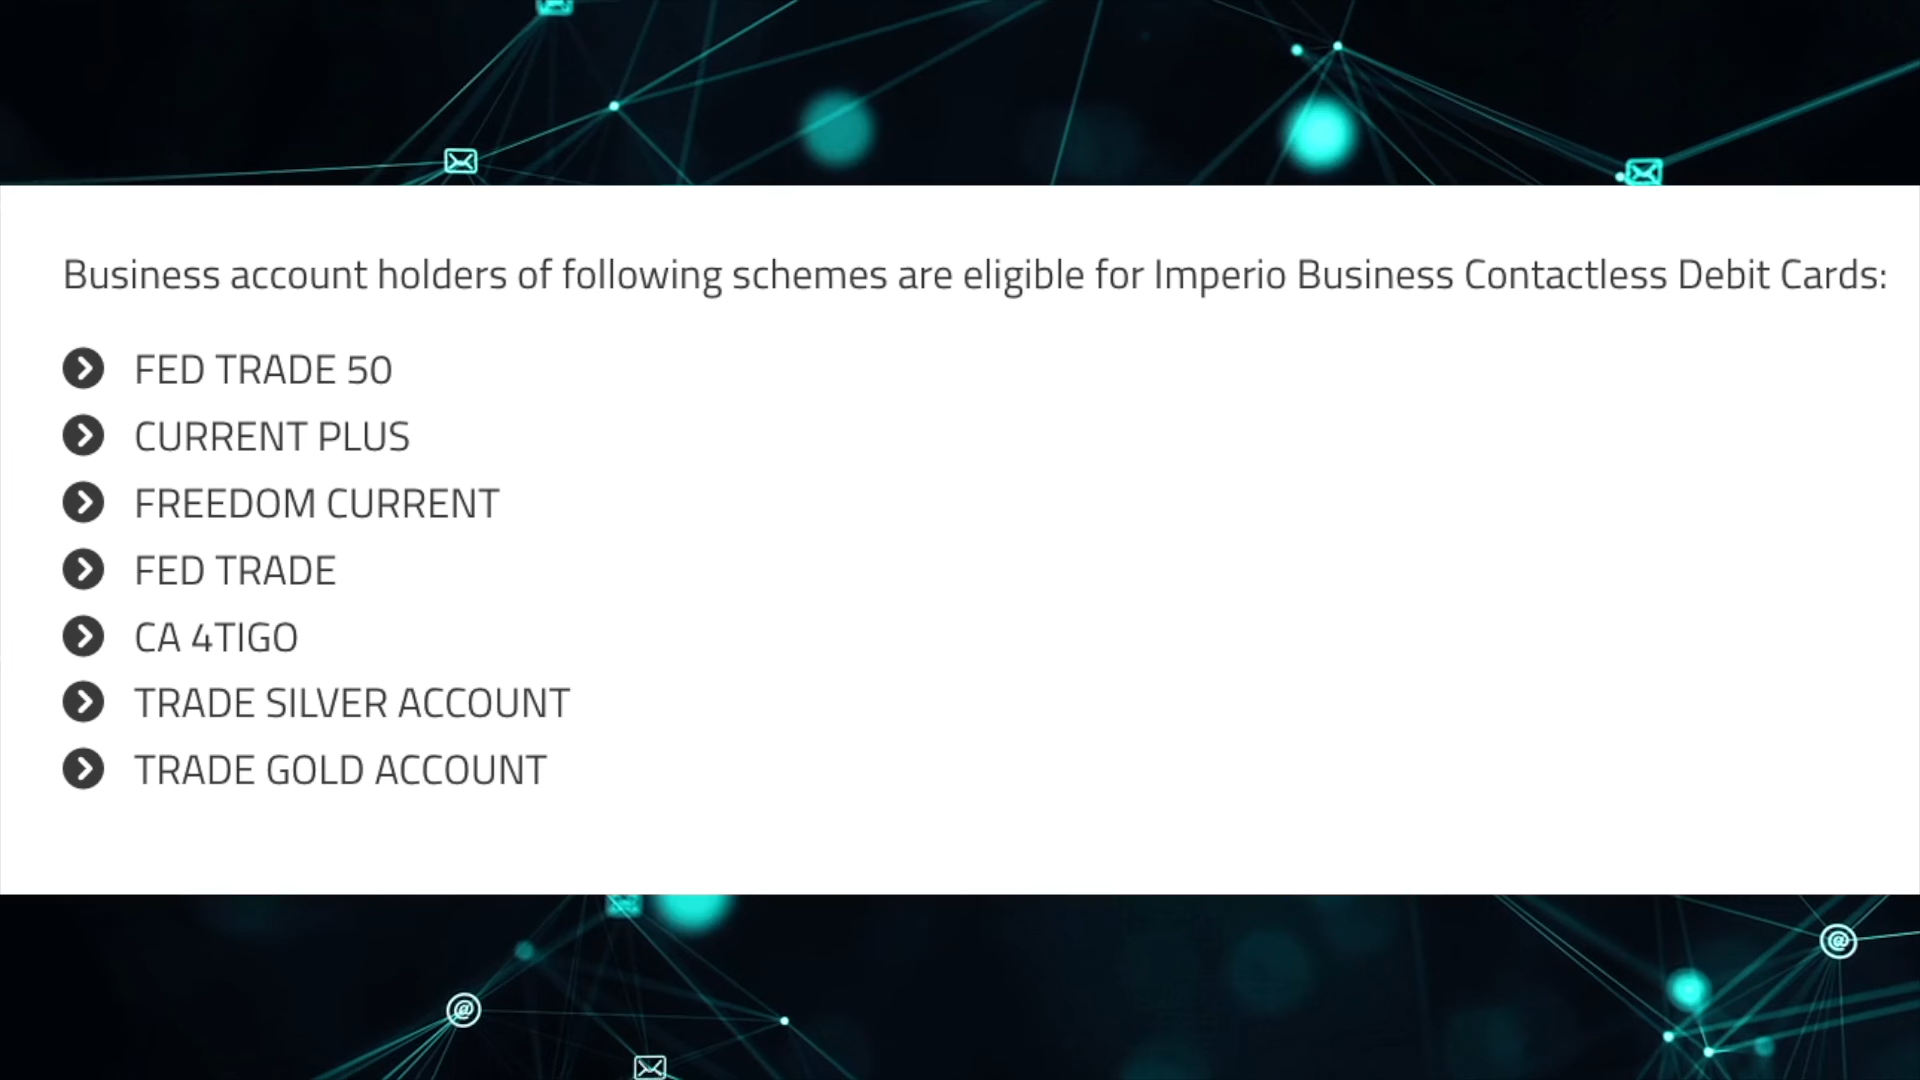 Business account holders of following schemes are eligible for Imperio Business Contactless Debit Cards:
FED TRADE 50
CURRENT PLUS
FREEDOM CURRENT
FED TRADE
CA 4TIGO
TRADE SILVER ACCOUNT
TRADE GOLD ACCOUNT